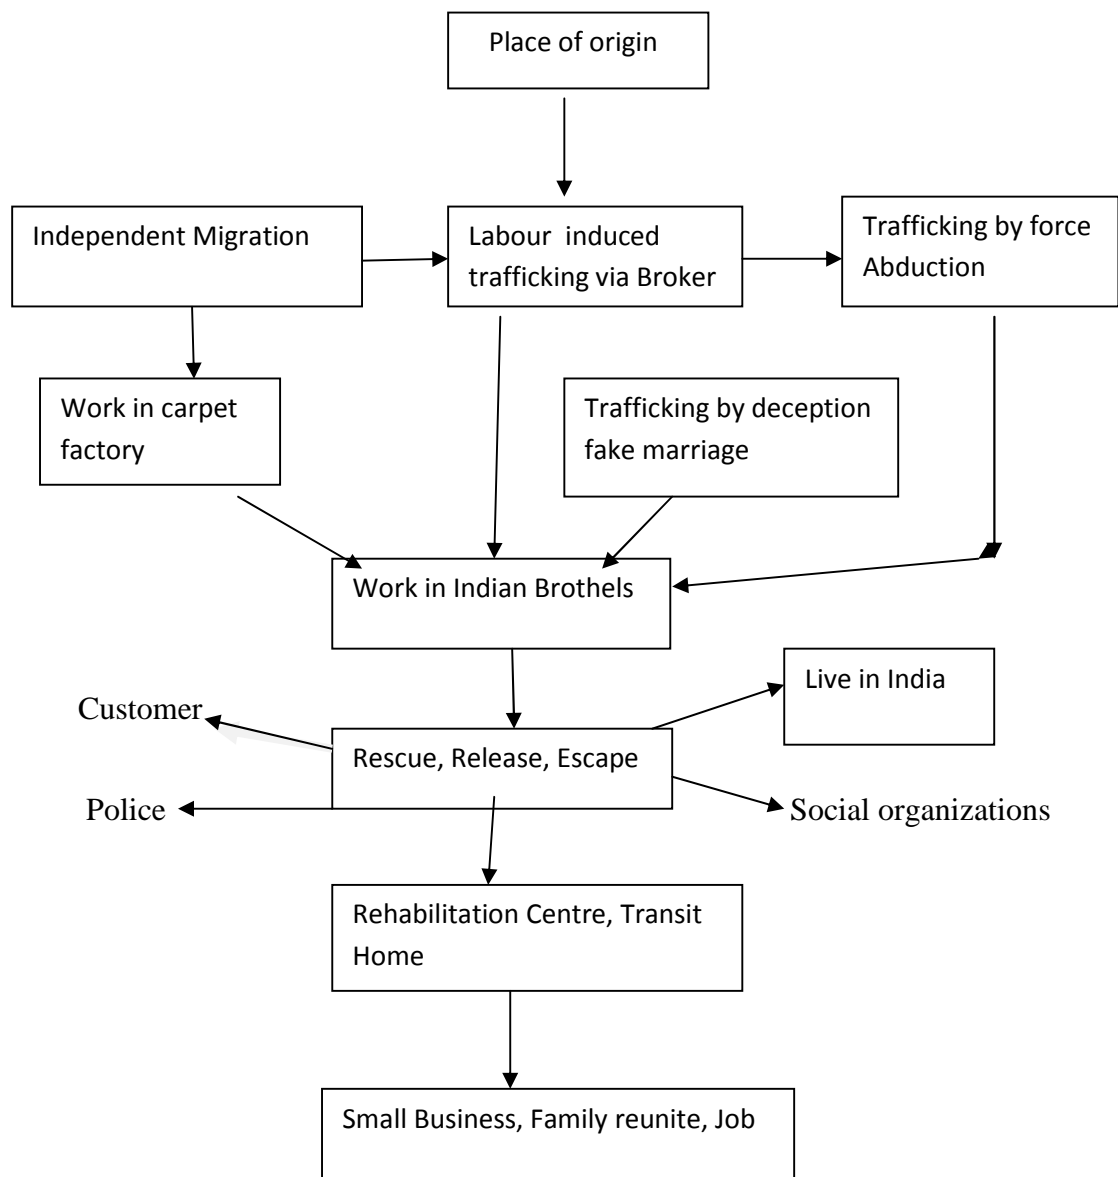 Place of origin
Independent Migration
Labour induced
trafficking via Broker
Trafficking by force
Abduction
Work in carpet
factory
Trafficking by deception
fake marriage
Work in Indian Brothels
Live in India
Customer
Rescue, Release, Escape
Police
Social organizations
Rehabilitation Centre, Transit
Home
Small Business, Family reunite, Job